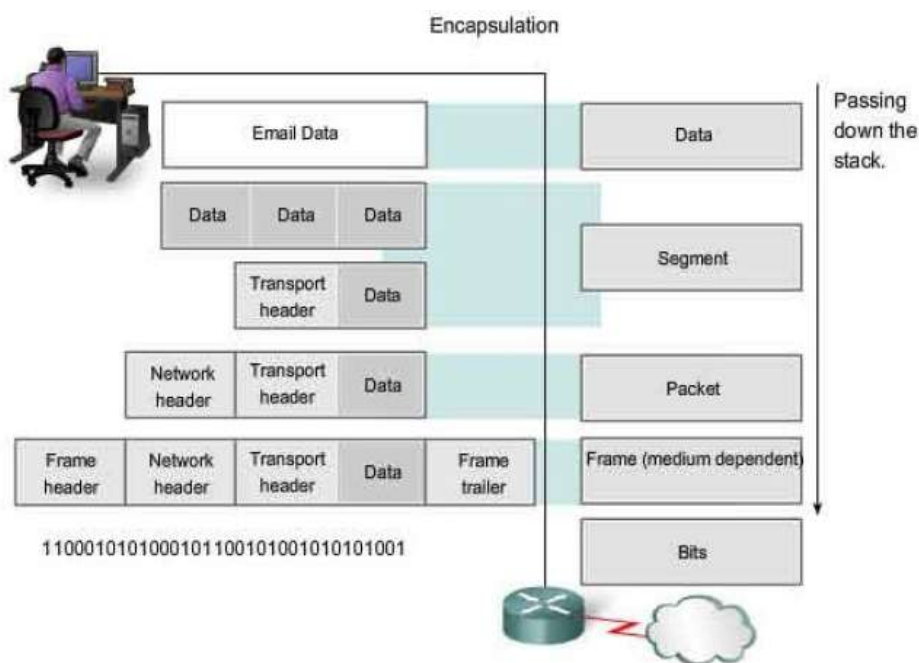 Encapsulation
Passing
down the
stack.
Email Data
Data
Data Data Data
Segment
Transport
header
Data
Network
header
Transport
header
Data
Packet
Frame
header
Network
header
Transport
header
Data
Frame
trailer
Frame (medium dependent)
1100010101000101100101001010101001
Bits